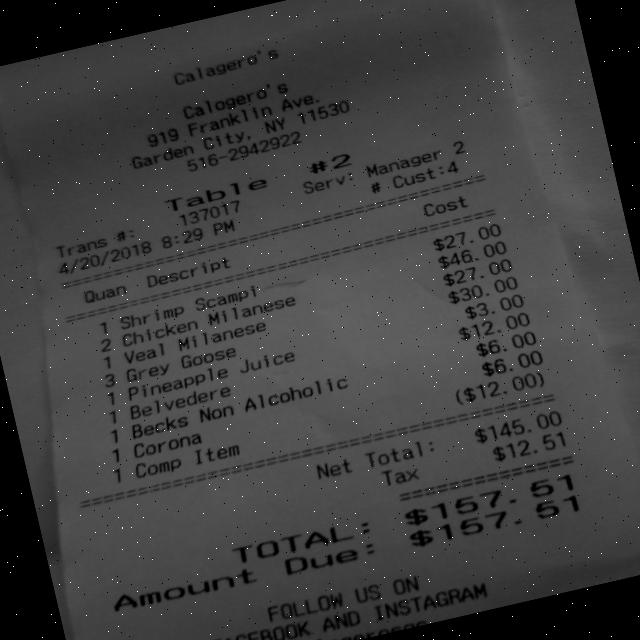 Calagero's
Calogero's
919 Franklin Ave.
Garden City, NY 11530
516-2942922
Table #2
Trans #: 137017 Serv: Manager 2
4/20/2018 8:29 PM # Cust:4
Quan Descript Cost
1 Shrimp Scampi $27.00
2 Chicken Milanese $46.00
1 Veal Milanese $27.00
3 Grey Goose $30.00
1 Pineapple Juice $3.00
1 Belvedere $12.00
1 Becks Non Alcoholic $6.00
1 Corona $6.00
1 Comp Item ($12.00)
Net Total: $145.00
Tax $12.51
TOTAL: $157.51
Amount Due: $157.51
FOLLOW US ON
FACEBOOK AND INSTAGRAM